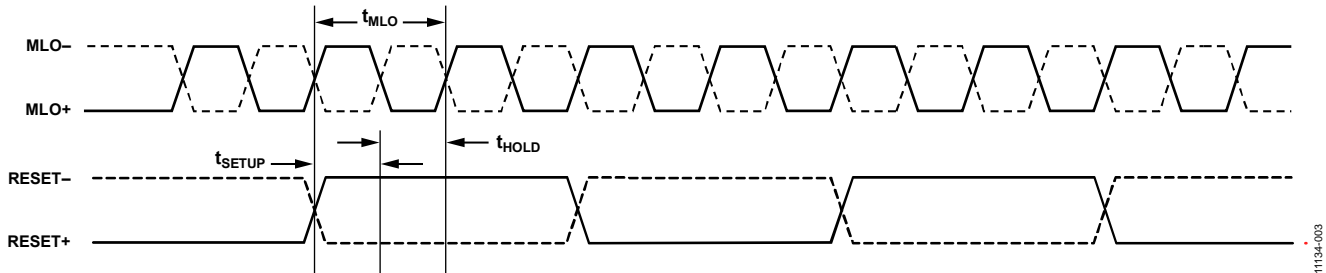 tMLO
MLO–
MLO+
tHOLD
tSETUP
RESET–
RESET+
11134-003